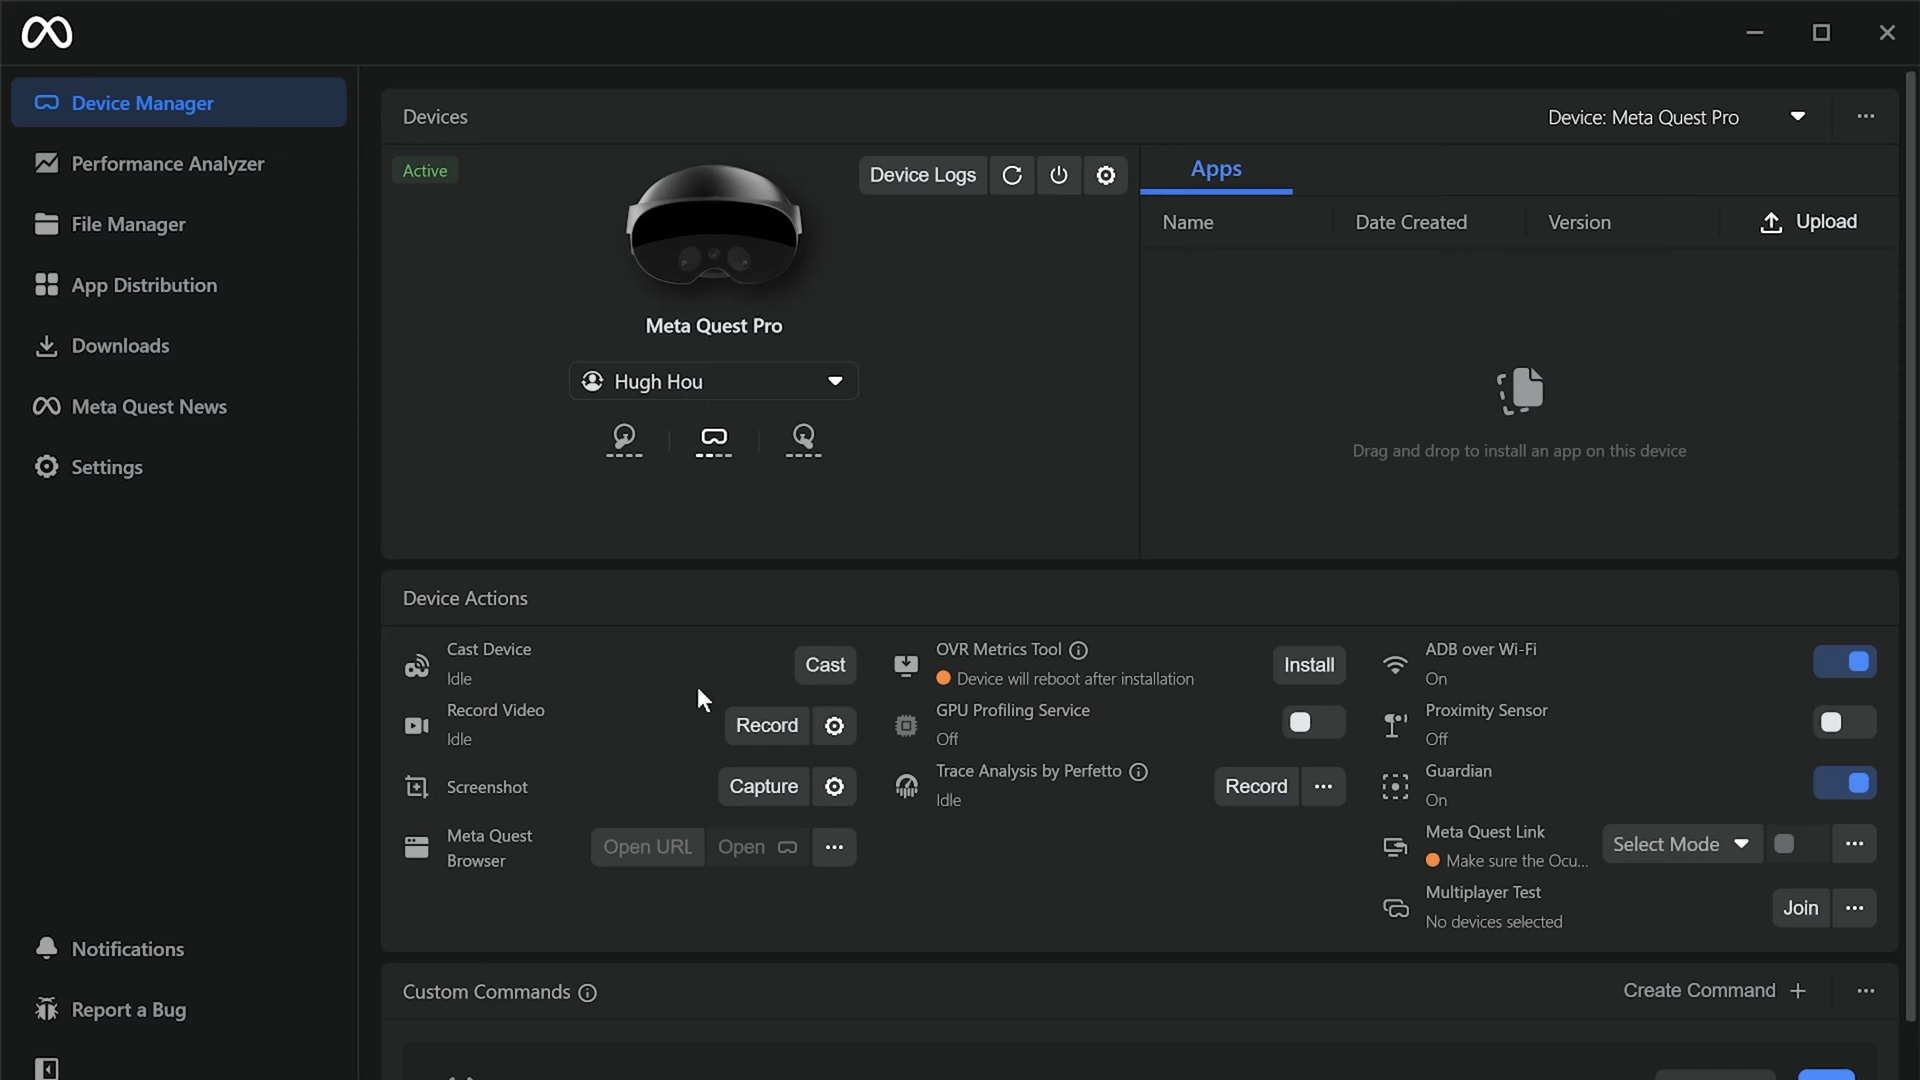 Device Manager
Performance Analyzer
File Manager
App Distribution
Downloads
Meta Quest News
Settings
Notifications
Report a Bug
Devices
Device: Meta Quest Pro
Active
Device Logs
Meta Quest Pro
Hugh Hou
Apps
Name
Date Created
Version
Upload
Drag and drop to install an app on this device
Device Actions
Cast Device
Idle
Cast
Record Video
Idle
Record
Screenshot
Capture
Meta Quest
Browser
Open URL
Open
OVR Metrics Tool
Device will reboot after installation
Install
GPU Profiling Service
Off
Trace Analysis by Perfetto
Idle
Record
ADB over Wi-Fi
On
Proximity Sensor
Off
Guardian
On
Meta Quest Link
Make sure the Ocu...
Select Mode
Multiplayer Test
No devices selected
Join
Custom Commands
Create Command +